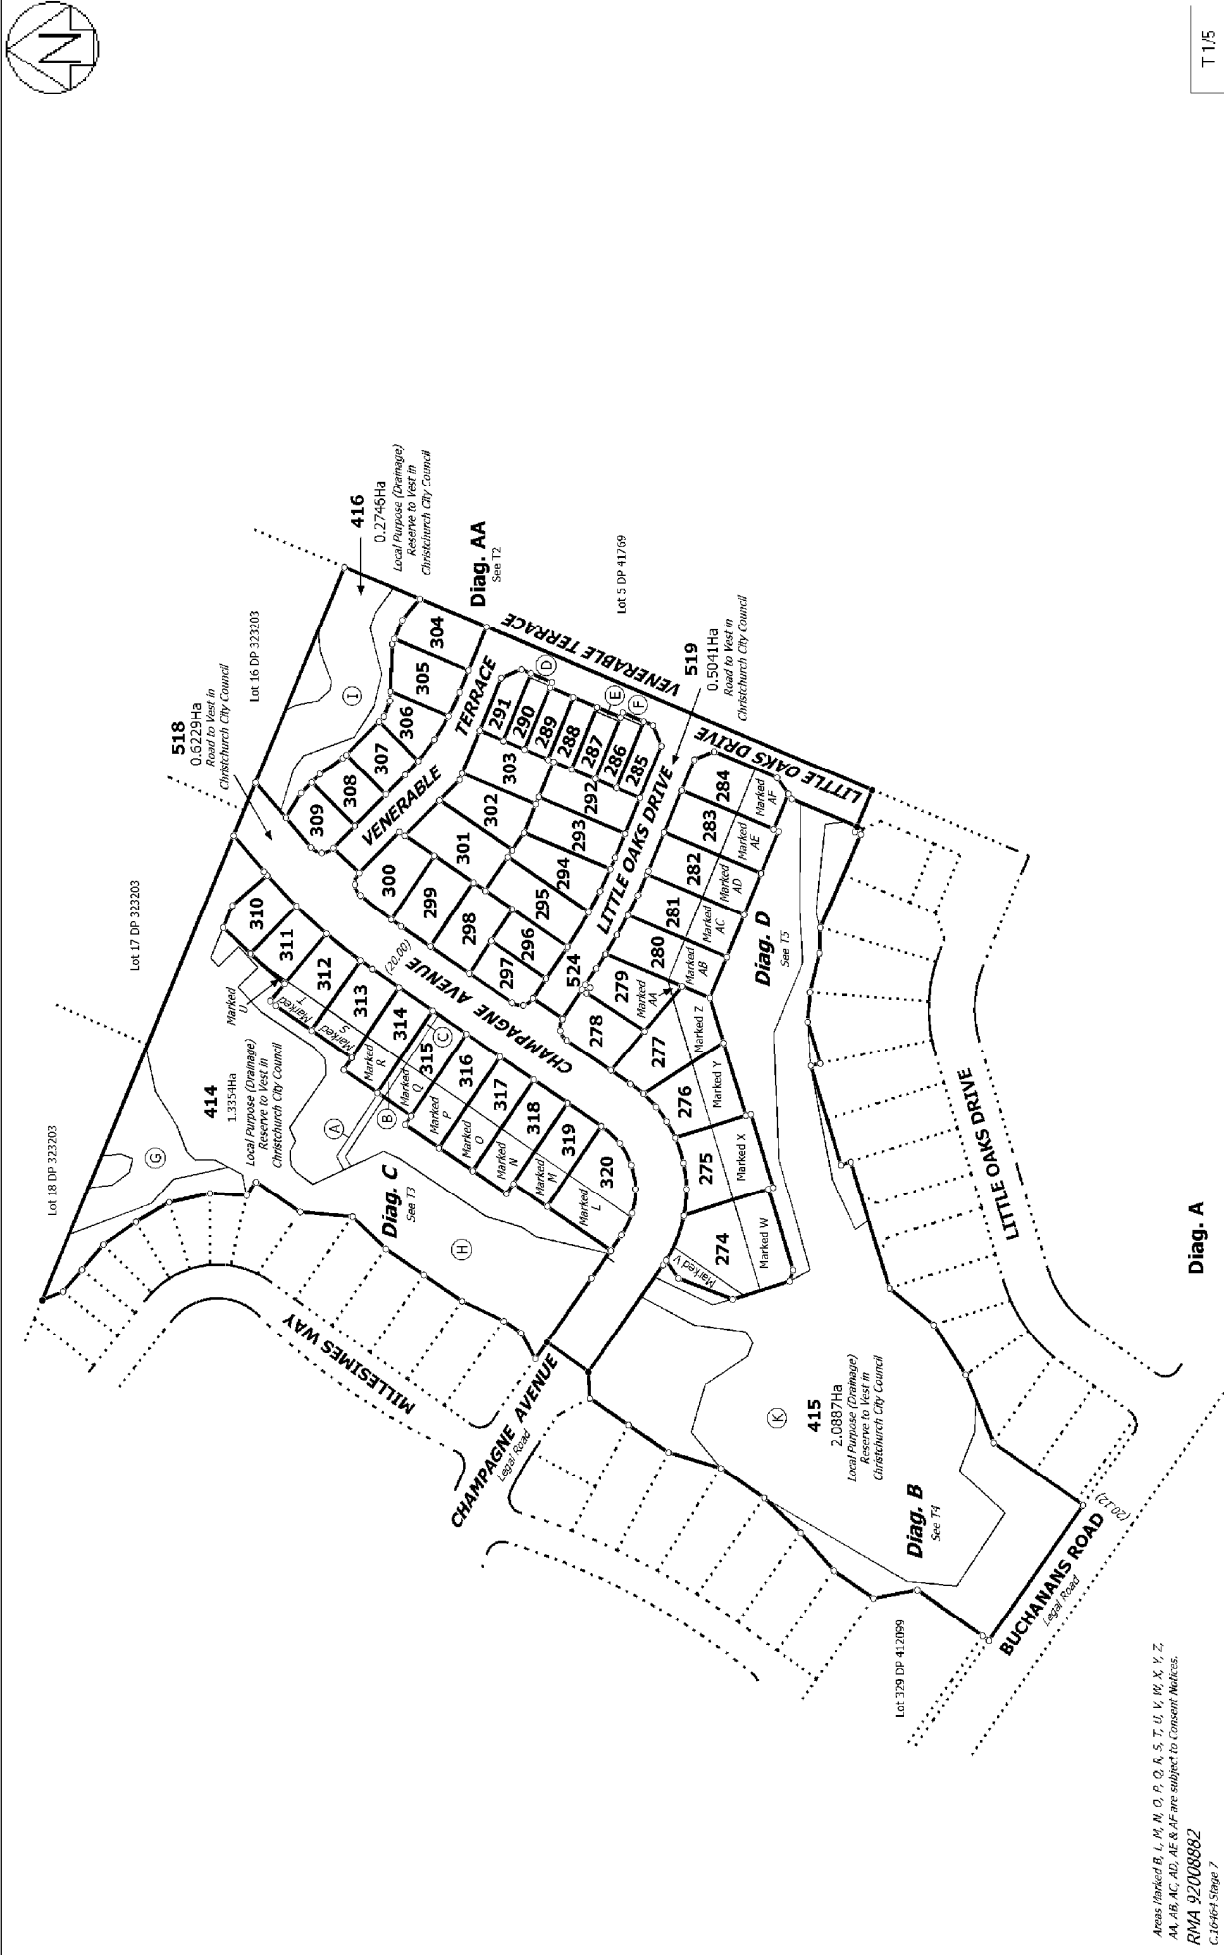 N
T 1/5
Lot 18 DP 323203
Lot 17 DP 323203
Lot 16 DP 323203
518
0.6229Ha
Road to Vest in
Christchurch City Council
416
0.2746Ha
Local Purpose (Drainage)
Reserve to Vest in
Christchurch City Council
Diag. AA
See T2
Lot 5 DP 41769
519
0.5041Ha
Road to Vest in
Christchurch City Council
414
1.3354Ha
Local Purpose (Drainage)
Reserve to Vest in
Christchurch City Council
Diag. C
See T3
Diag. D
See T5
415
2.0887Ha
Local Purpose (Drainage)
Reserve to Vest in
Christchurch City Council
Diag. B
See T4
Lot 329 DP 412099
MILLESIMES WAY
CHAMPAGNE AVENUE
Legal Road
CHAMPAGNE AVENUE
(20.00)
VENERABLE TERRACE
VENERABLE TERRACE
LITTLE OAKS DRIVE
LITTLE OAKS DRIVE
LITTLE OAKS DRIVE
BUCHANANS ROAD
Legal Road
(20.12)
304
305
306
307
308
309
310
311
312
313
314
315
316
317
318
319
320
300
299
298
297
296
295
294
293
292
301
302
303
291
290
289
288
287
286
285
524
278
279
280
281
282
283
284
277
276
275
274
Marked U
Marked T
Marked S
Marked R
Marked Q
Marked P
Marked O
Marked N
Marked M
Marked L
Marked V
Marked W
Marked X
Marked Y
Marked Z
Marked AA
Marked AB
Marked AC
Marked AD
Marked AE
Marked AF
A
B
C
D
E
F
G
H
I
K
Diag. A
Areas Marked B, L, M, N, O, P, Q, R, S, T, U, V, W, X, Y, Z,
AA, AB, AC, AD, AE & AF are subject to Consent Notices.
RMA 92008882
C.16464 Stage 7